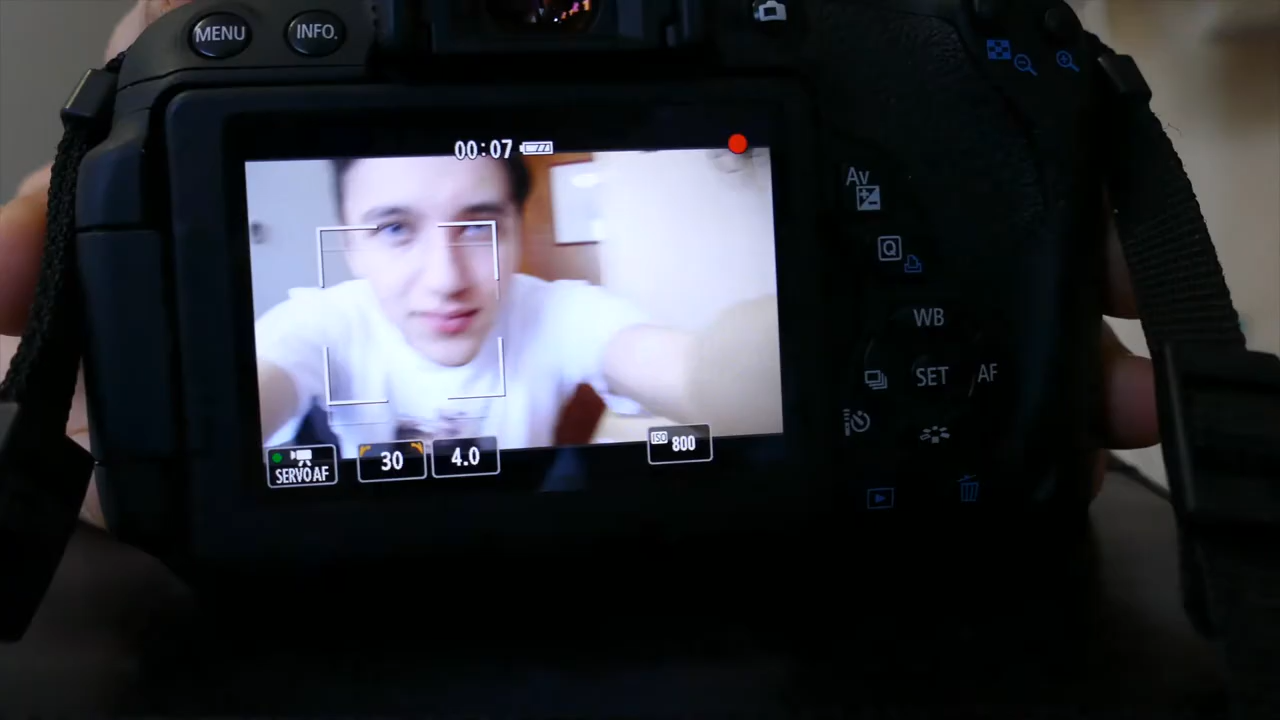 MENU
INFO.
00:07
Av
Q
WB
SET
AF
SERVO AF
30
4.0
ISO
800